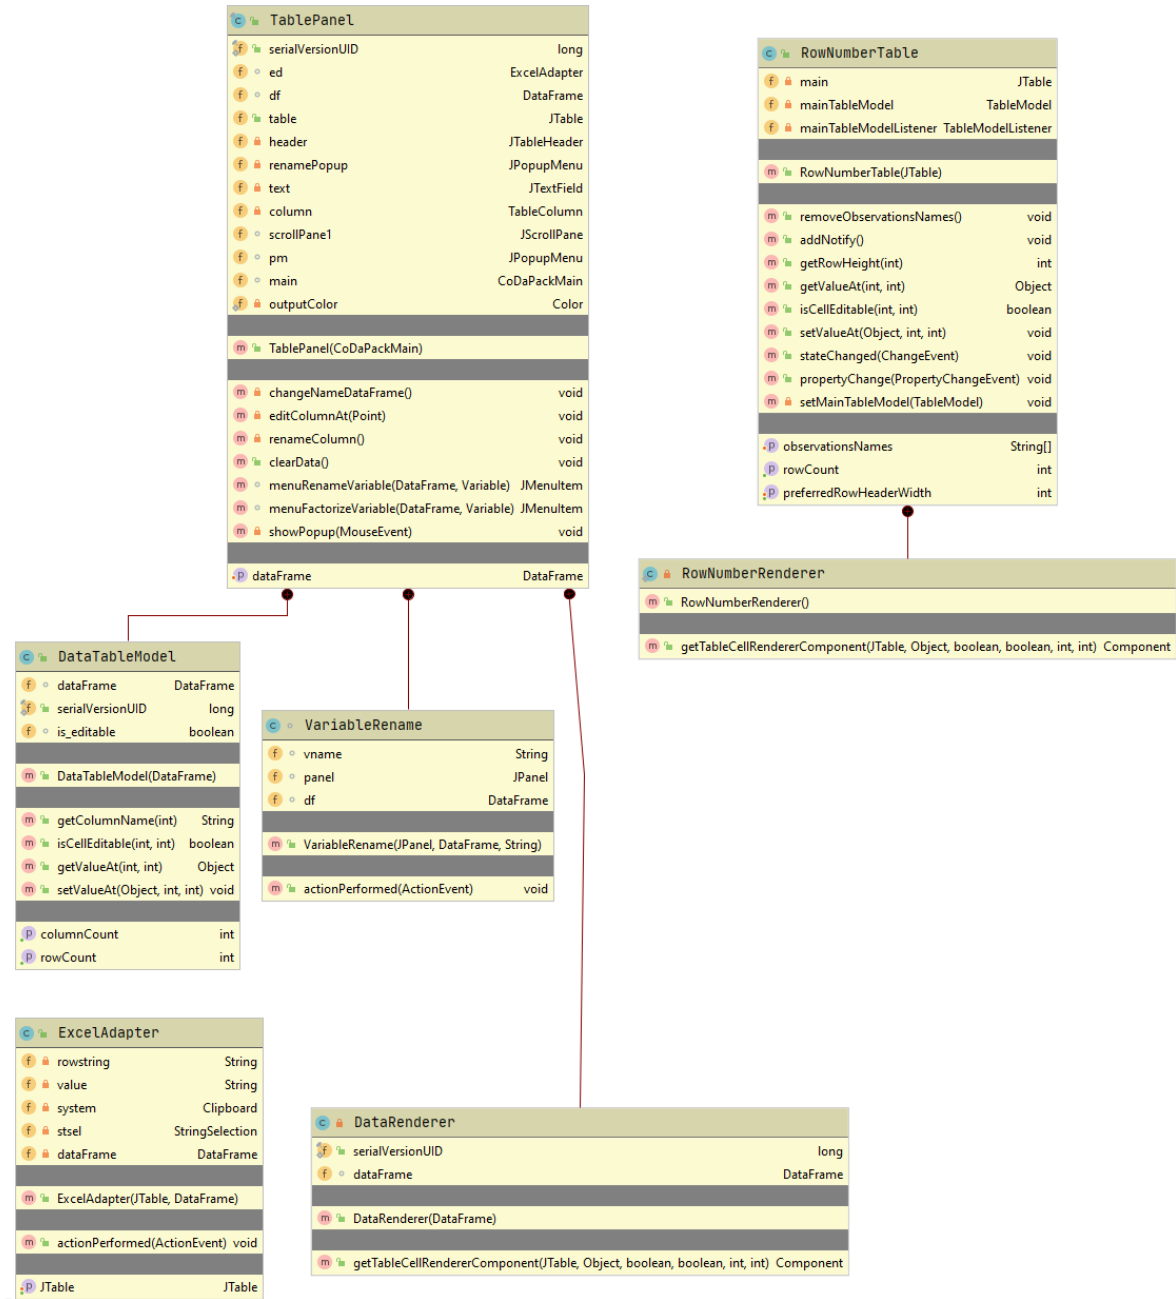 TablePanel
serialVersionUID long
ed ExcelAdapter
df DataFrame
table JTable
header JTableHeader
renamePopup JPopupMenu
text JTextField
column TableColumn
scrollPane1 JScrollPane
pm JPopupMenu
main CoDaPackMain
outputColor Color
TablePanel(CoDaPackMain)
changeNameDataFrame() void
editColumnAt(Point) void
renameColumn() void
clearData() void
menuRenameVariable(DataFrame, Variable) JMenuItem
menuFactorizeVariable(DataFrame, Variable) JMenuItem
showPopup(MouseEvent) void
dataFrame DataFrame
RowNumberTable
main JTable
mainTableModel TableModel
mainTableModelListener TableModelListener
RowNumberTable(JTable)
removeObservationsNames() void
addNotify() void
getRowHeight(int) int
getValueAt(int, int) Object
isCellEditable(int, int) boolean
setValueAt(Object, int, int) void
stateChanged(ChangeEvent) void
propertyChange(PropertyChangeEvent) void
setMainTableModel(TableModel) void
observationsNames String[]
rowCount int
preferredRowHeaderWidth int
RowNumberRenderer
RowNumberRenderer()
getTableCellRendererComponent(JTable, Object, boolean, boolean, int, int) Component
DataTableModel
dataFrame DataFrame
serialVersionUID long
is_editable boolean
DataTableModel(DataFrame)
getColumnName(int) String
isCellEditable(int, int) boolean
getValueAt(int, int) Object
setValueAt(Object, int, int) void
columnCount int
rowCount int
VariableRename
vname String
panel JPanel
df DataFrame
VariableRename(JPanel, DataFrame, String)
actionPerformed(ActionEvent) void
ExcelAdapter
rowstring String
value String
system Clipboard
stsel StringSelection
dataFrame DataFrame
ExcelAdapter(JTable, DataFrame)
actionPerformed(ActionEvent) void
JTable JTable
DataRenderer
serialVersionUID long
dataFrame DataFrame
DataRenderer(DataFrame)
getTableCellRendererComponent(JTable, Object, boolean, boolean, int, int) Component